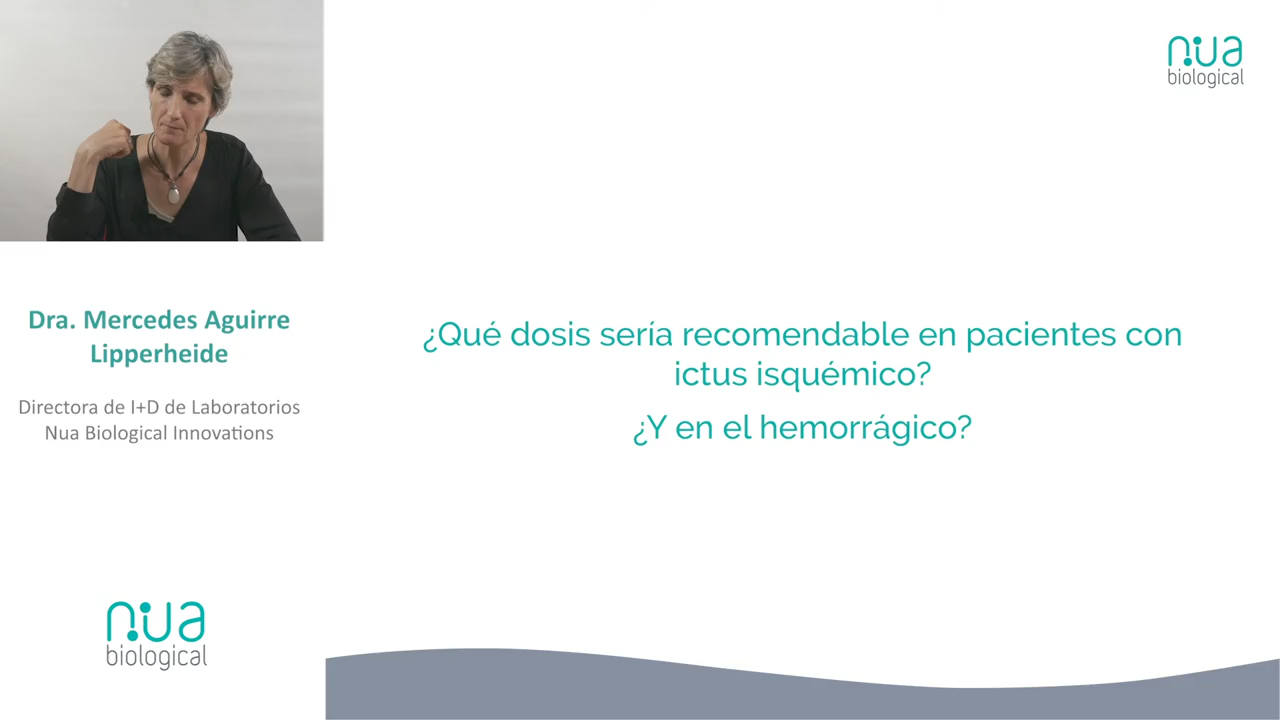 nua
biological
Dra. Mercedes Aguirre
Lipperheide
Directora de I+D de Laboratorios
Nua Biological Innovations
¿Qué dosis sería recomendable en pacientes con
ictus isquémico?
¿Y en el hemorrágico?
nua
biological